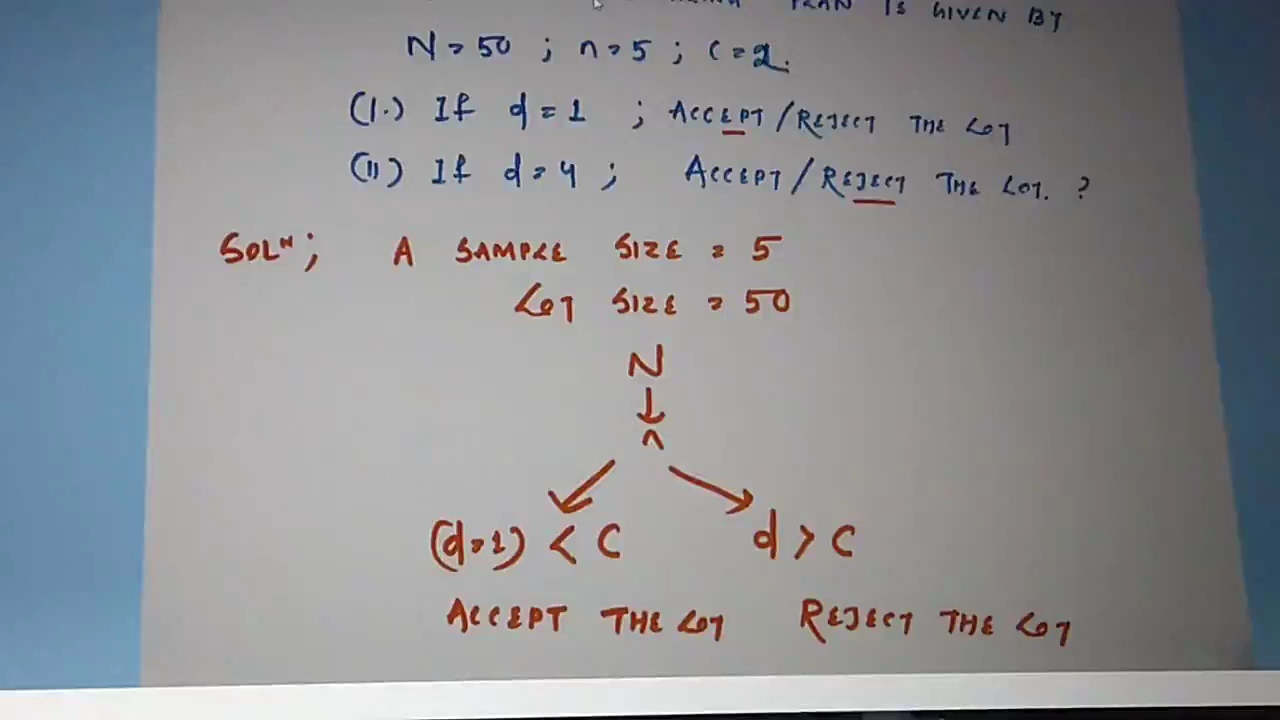 PLAN IS GIVEN BY
N = 50 ; n = 5 ; C = 2.
(I.) If d = 1 ; ACCEPT/REJECT THE LOT
(II) If d = 4 ; ACCEPT/REJECT THE LOT. ?
SOLᴺ; A SAMPLE SIZE = 5
LOT SIZE = 50
N
↓
n
(d=1) < C d > C
ACCEPT THE LOT REJECT THE LOT